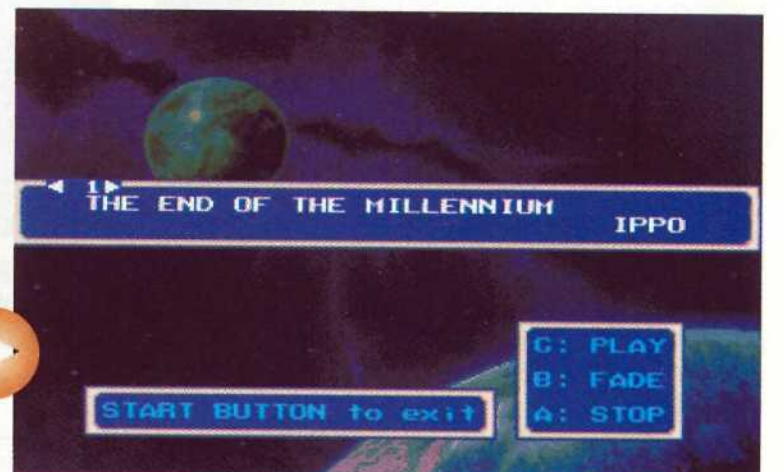 ◄ 1 ►
THE END OF THE MILLENNIUM
IPPO
C: PLAY
B: FADE
A: STOP
START BUTTON to exit